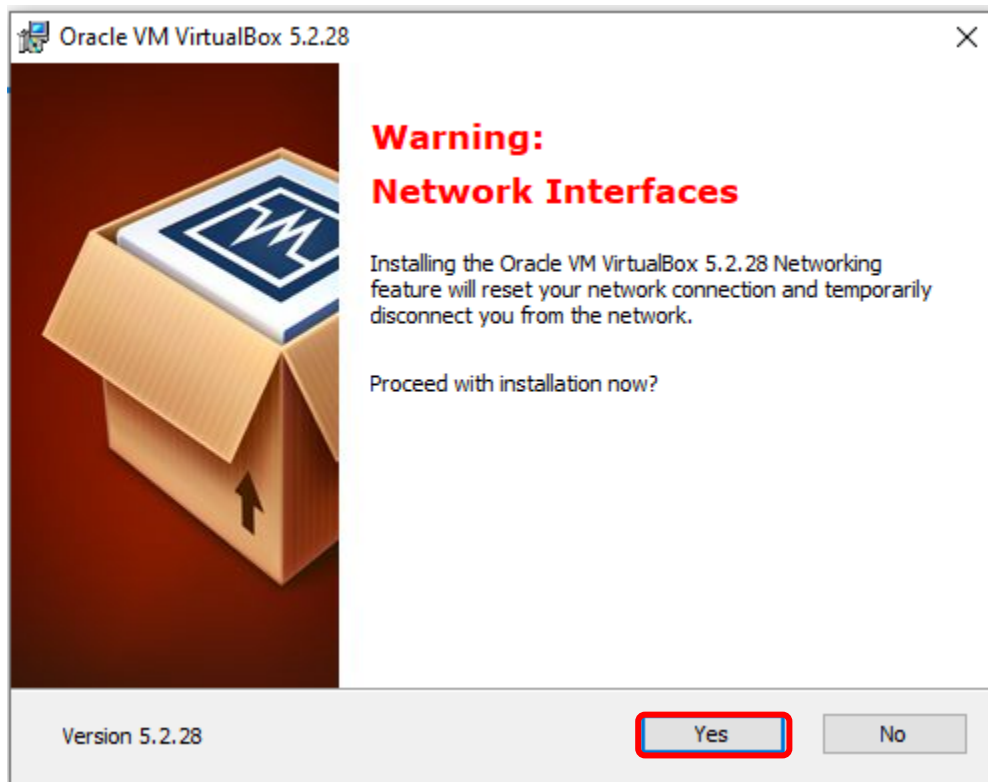 Oracle VM VirtualBox 5.2.28
Warning:
Network Interfaces
Installing the Oracle VM VirtualBox 5.2.28 Networking
feature will reset your network connection and temporarily
disconnect you from the network.
Proceed with installation now?
Version 5.2.28
Yes
No